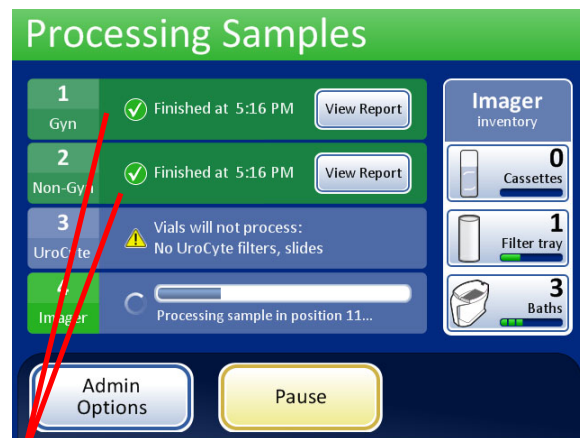 Processing Samples
1
Gyn
Finished at 5:16 PM
View Report
2
Non-Gyn
Finished at 5:16 PM
View Report
3
UroCyte
Vials will not process:
No UroCyte filters, slides
4
Imager
Processing sample in position 11...
Imager
inventory
0
Cassettes
1
Filter tray
3
Baths
Admin
Options
Pause